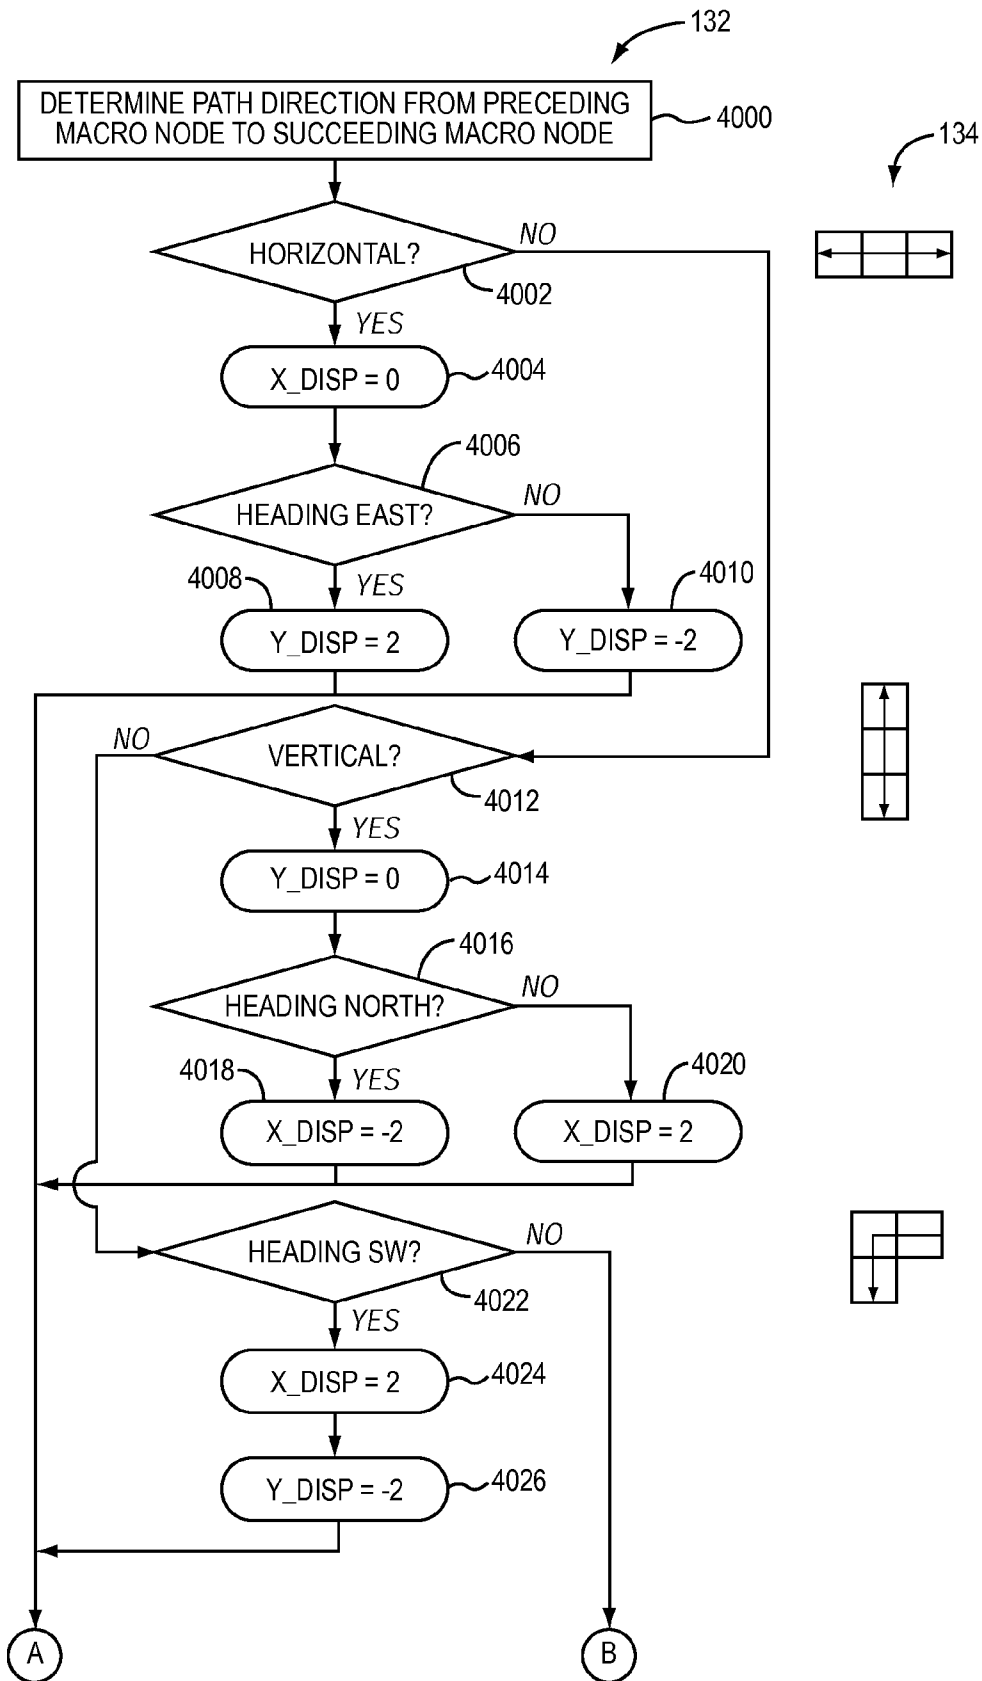 132
DETERMINE PATH DIRECTION FROM PRECEDING
MACRO NODE TO SUCCEEDING MACRO NODE
4000
134
HORIZONTAL?
NO
4002
YES
X_DISP = 0
4004
4006
HEADING EAST?
NO
YES
4008
4010
Y_DISP = 2
Y_DISP = -2
NO
VERTICAL?
4012
YES
Y_DISP = 0
4014
4016
HEADING NORTH?
NO
4018
YES
4020
X_DISP = -2
X_DISP = 2
HEADING SW?
NO
4022
YES
X_DISP = 2
4024
Y_DISP = -2
4026
A
B